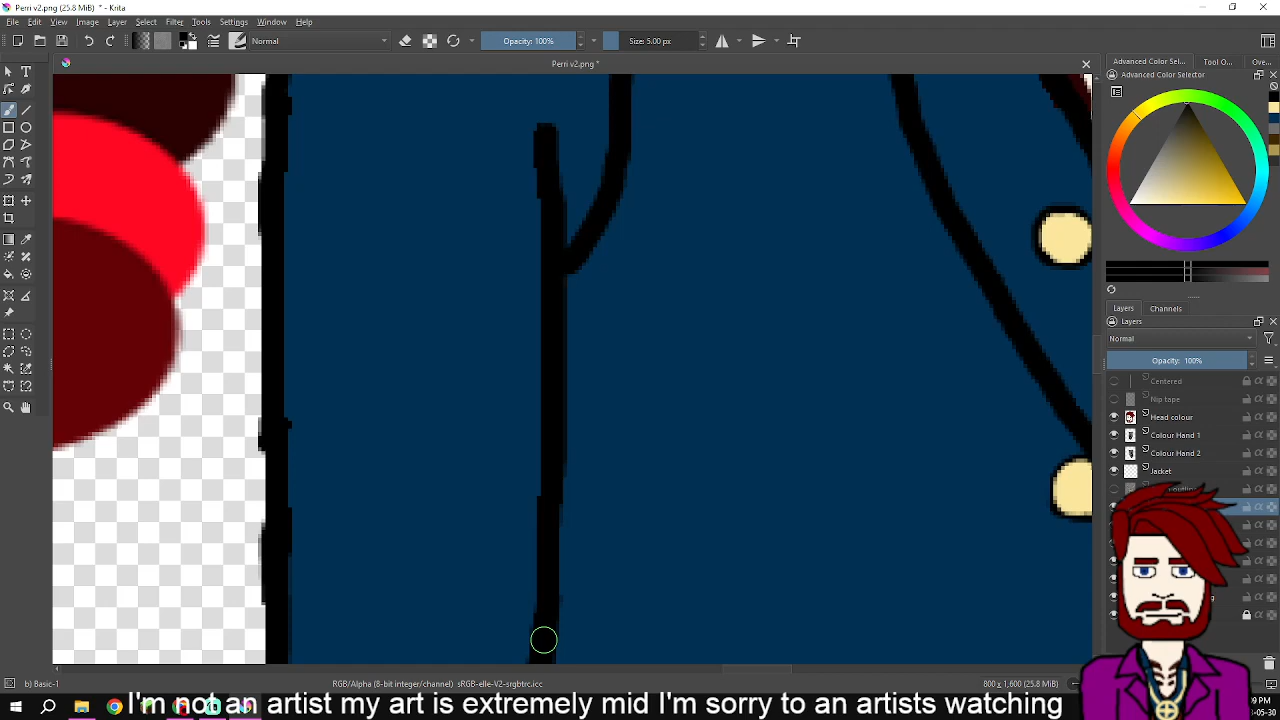 Perri v2.png (25.8 MiB) * - Krita
File Edit View Image Layer Select Filter Tools Settings Window Help
Normal
Opacity: 100%
Size: 5.00 px
Perri v2.png *
Advanced Color Sel... Tool O... Ove...
Advanced Color Selector
Layers Channels
Layers
Normal
Opacity: 100%
Centered
Nip tape
Head colour
Colour Hand 1
Colour Hand 2
Jacket
b) Basic-1
RGB/Alpha (8-bit integer/channel) sRGB-elle-V2-srgbtrc.icc
800 x 1,600 (25.8 MiB)
I'm not an artist my art is extremely mid I'm sorry to an artists watching